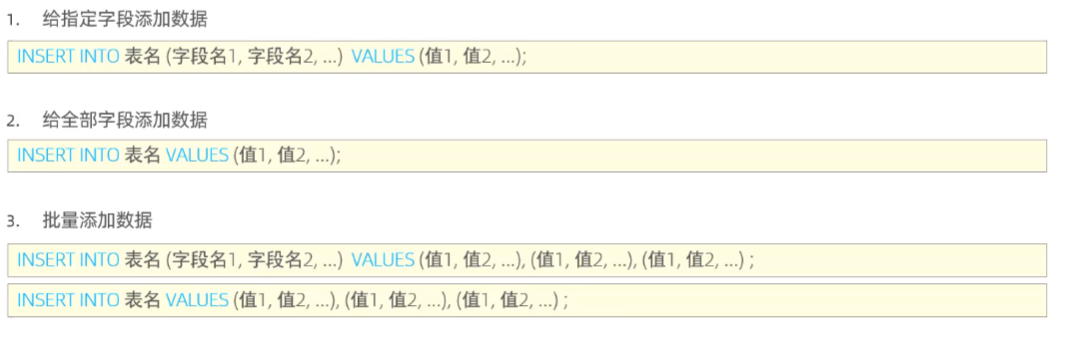 1. 给指定字段添加数据
INSERT INTO 表名 (字段名1, 字段名2, ...) VALUES (值1, 值2, ...);
2. 给全部字段添加数据
INSERT INTO 表名 VALUES (值1, 值2, ...);
3. 批量添加数据
INSERT INTO 表名 (字段名1, 字段名2, ...) VALUES (值1, 值2, ...), (值1, 值2, ...), (值1, 值2, ...) ;
INSERT INTO 表名 VALUES (值1, 值2, ...), (值1, 值2, ...), (值1, 值2, ...) ;